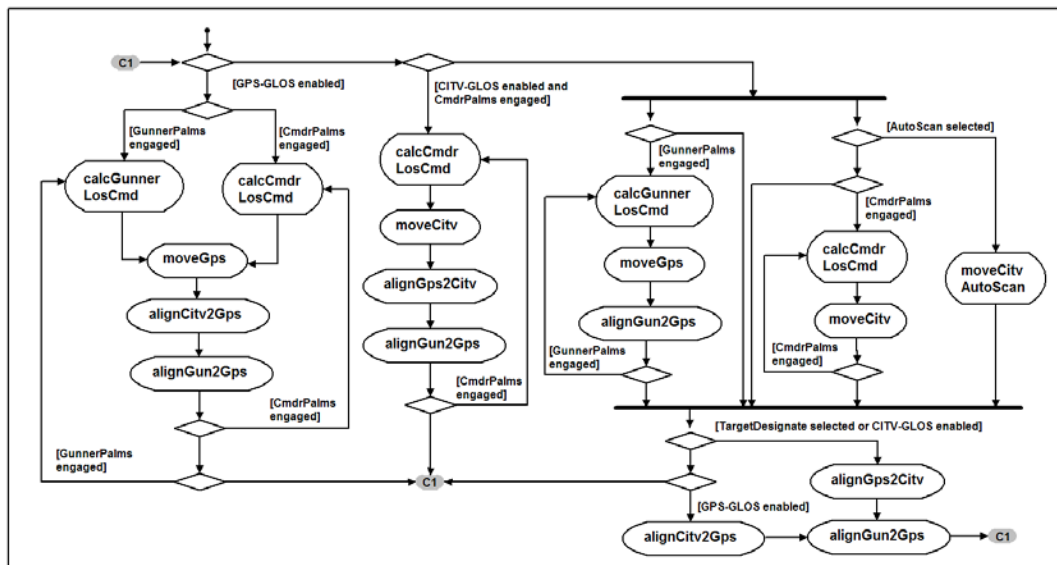 C1
[GPS-GLOS enabled]
[CITV-GLOS enabled and
CmdrPalms engaged]
[GunnerPalms
engaged]
[CmdrPalms
engaged]
calcGunner
LosCmd
calcCmdr
LosCmd
moveGps
alignCitv2Gps
alignGun2Gps
[CmdrPalms
engaged]
[GunnerPalms
engaged]
calcCmdr
LosCmd
moveCitv
alignGps2Citv
alignGun2Gps
[CmdrPalms
engaged]
C1
[GunnerPalms
engaged]
calcGunner
LosCmd
moveGps
alignGun2Gps
[GunnerPalms
engaged]
[AutoScan selected]
[CmdrPalms
engaged]
calcCmdr
LosCmd
moveCitv
[CmdrPalms
engaged]
moveCitv
AutoScan
[TargetDesignate selected or CITV-GLOS enabled]
alignGps2Citv
[GPS-GLOS enabled]
alignCitv2Gps
alignGun2Gps
C1